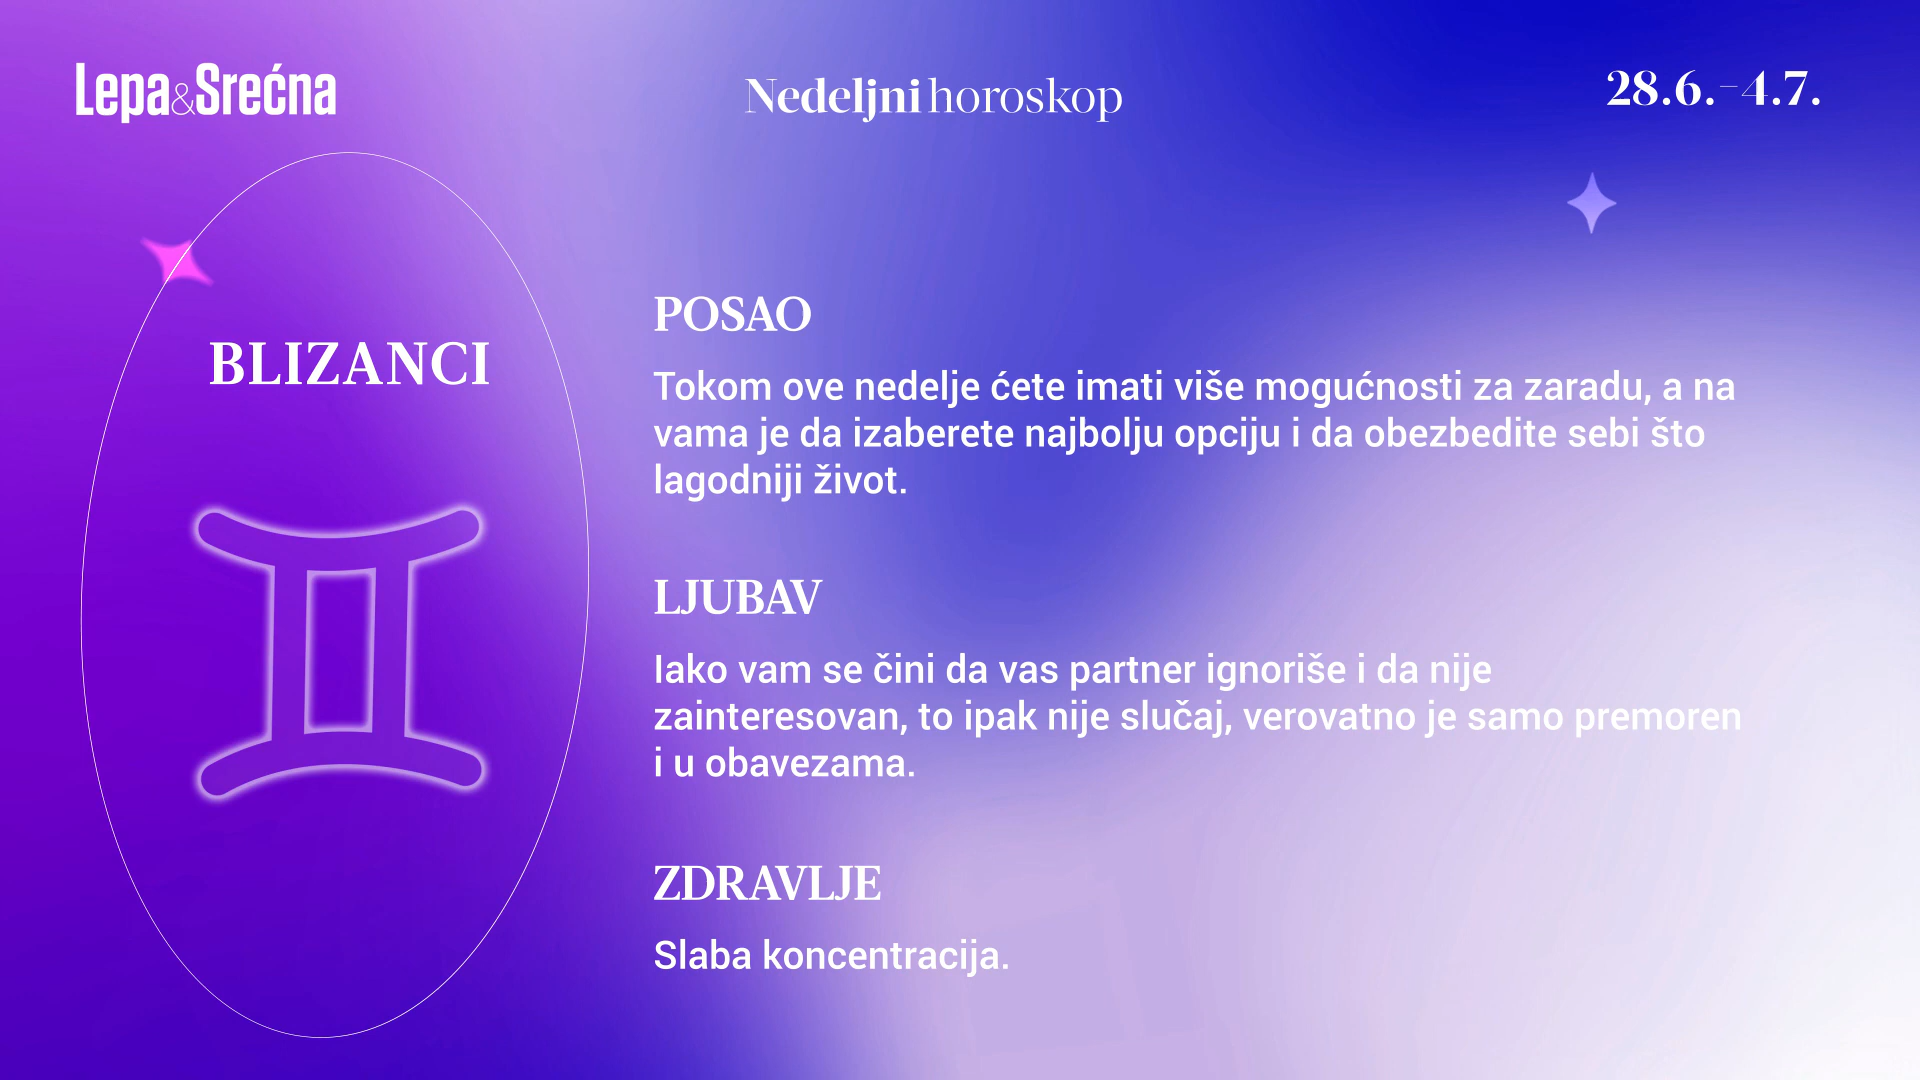 Lepa&Srećna
Nedeljni horoskop
28.6.–4.7.
BLIZANCI
POSAO
Tokom ove nedelje ćete imati više mogućnosti za zaradu, a na
vama je da izaberete najbolju opciju i da obezbedite sebi što
lagodniji život.
LJUBAV
Iako vam se čini da vas partner ignoriše i da nije
zainteresovan, to ipak nije slučaj, verovatno je samo premoren
i u obavezama.
ZDRAVLJE
Slaba koncentracija.